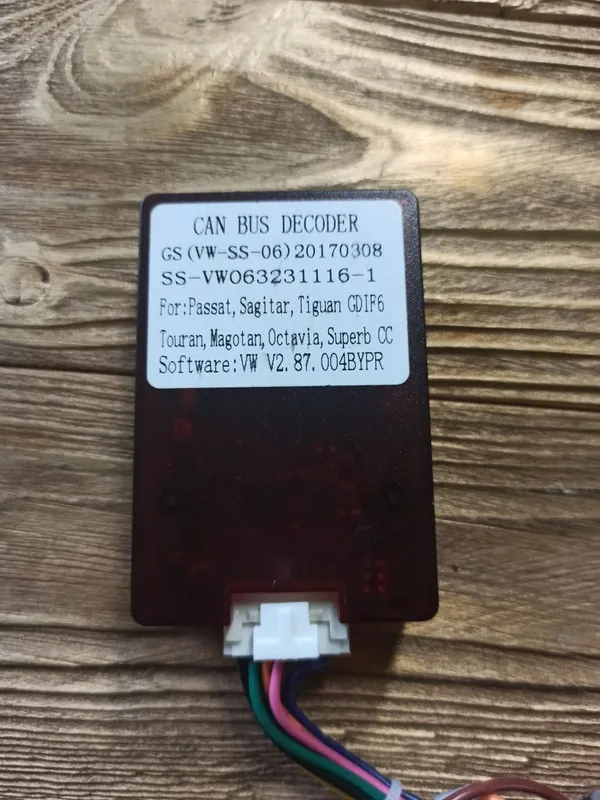 CAN BUS DECODER
GS(VW-SS-06)20170308
SS-VW063231116-1
For:Passat,Sagitar,Tiguan GDIF6
Touran,Magotan,Octavia,Superb CC
Software:VW V2.87.004BYPR